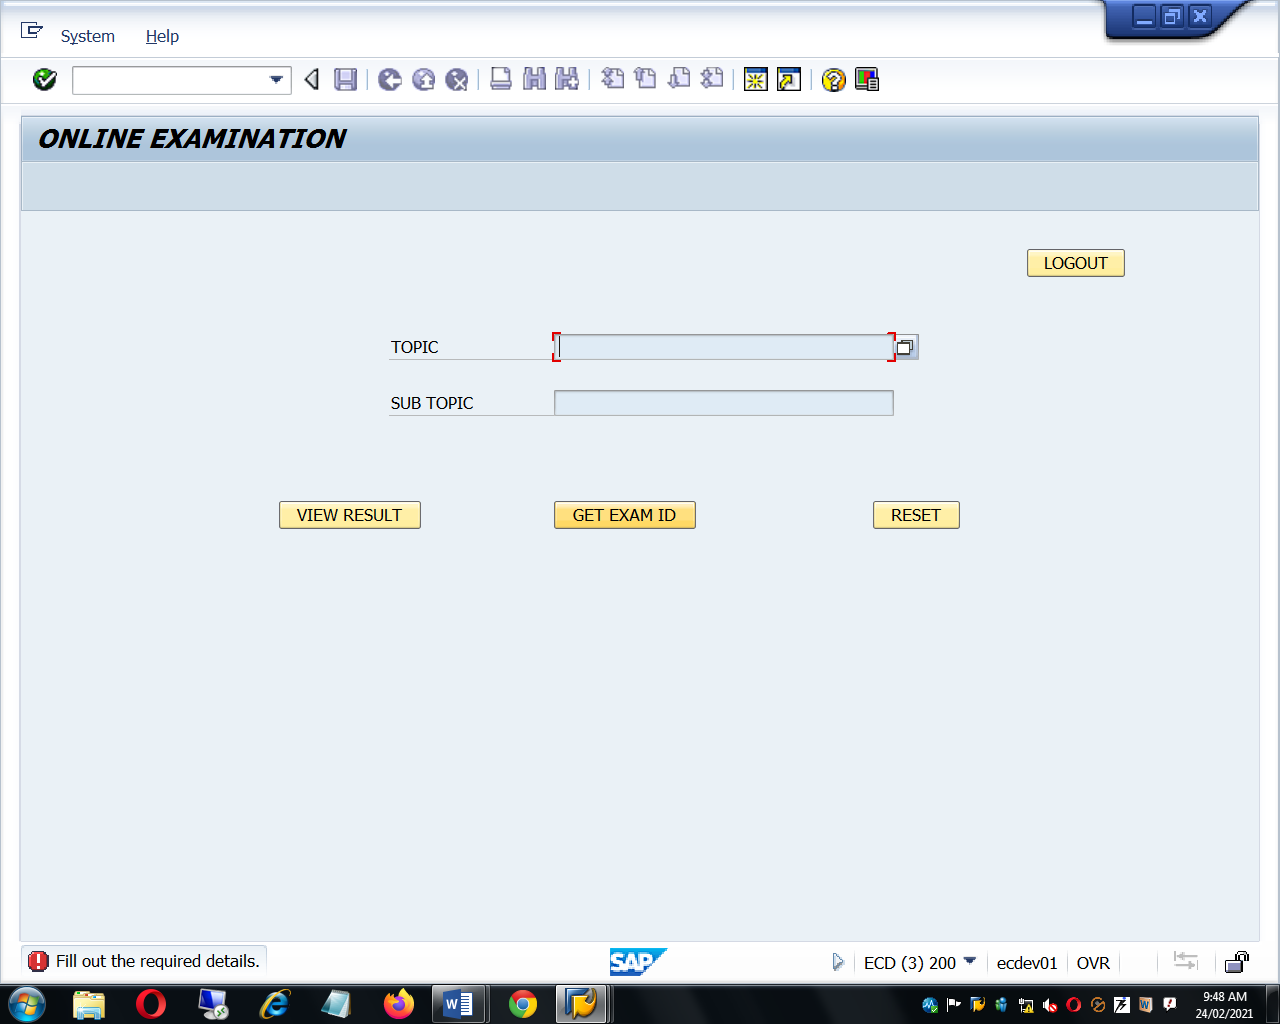 System Help
ONLINE EXAMINATION
LOGOUT
TOPIC
SUB TOPIC
VIEW RESULT GET EXAM ID RESET
Fill out the required details. SAP ECD (3) 200 ecdev01 OVR
9:48 AM
24/02/2021